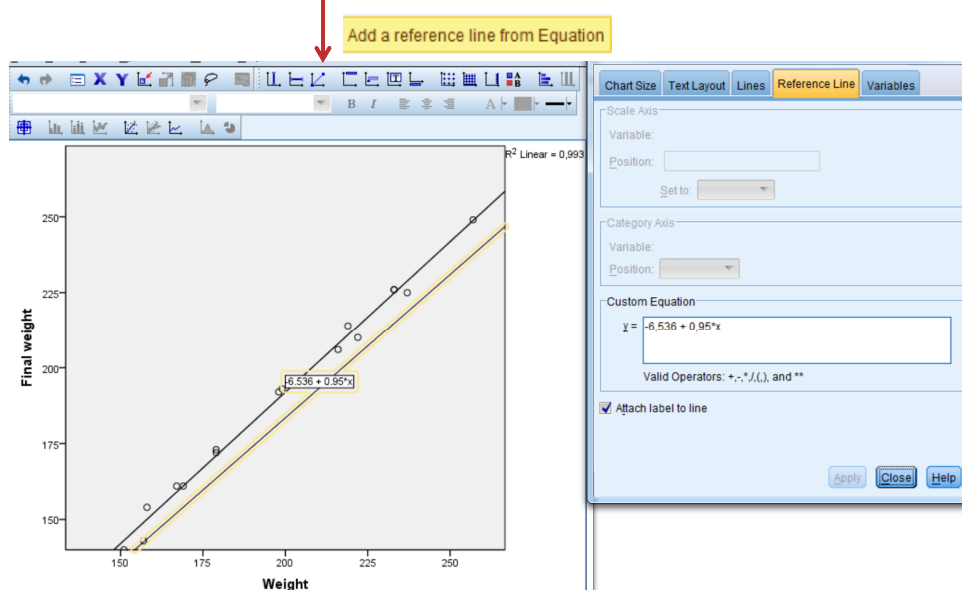 Add a reference line from Equation
X Y
B I
A
R² Linear = 0,993
250
225
200
175
150
Final weight
-6.536 + 0.95*x
150 175 200 225 250
Weight
Chart Size Text Layout Lines Reference Line Variables
Scale Axis
Variable:
Position:
Set to:
Category Axis
Variable:
Position:
Custom Equation
y = -6,536 + 0,95*x
Valid Operators: +,-,*,/,(,), and **
Attach label to line
Apply Close Help